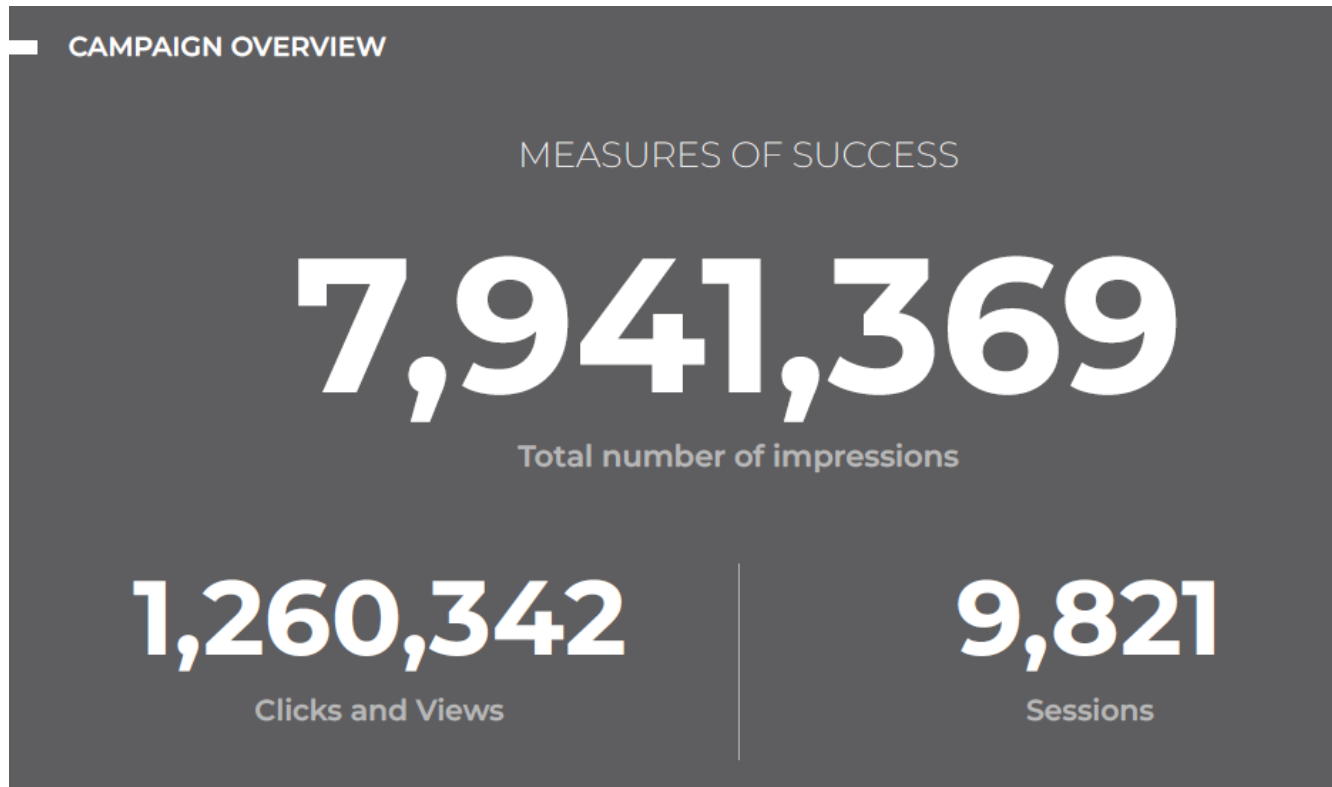 CAMPAIGN OVERVIEW
MEASURES OF SUCCESS
7,941,369
Total number of impressions
1,260,342
Clicks and Views
9,821
Sessions